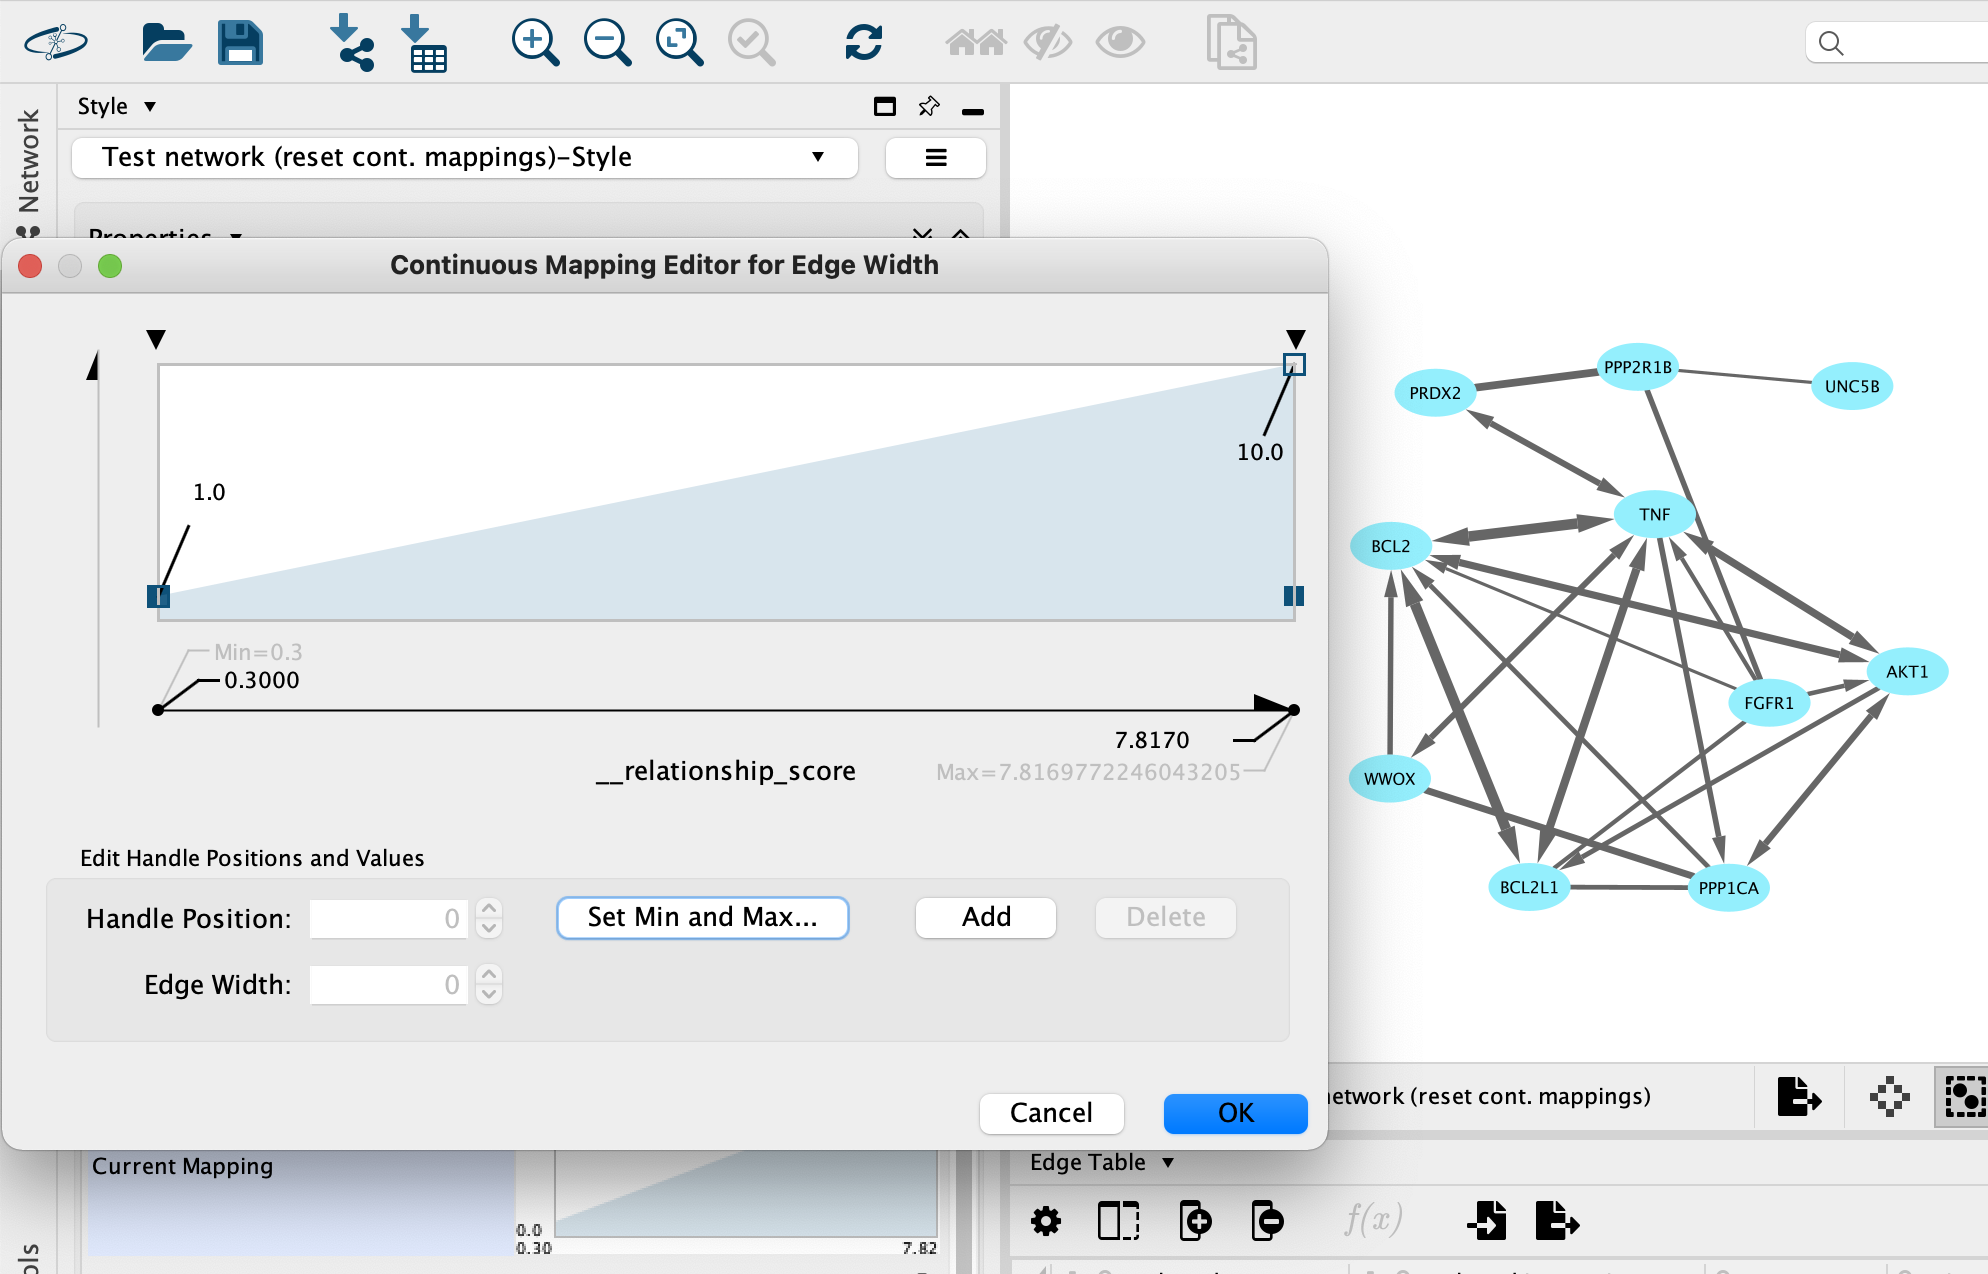 Network
Style
Test network (reset cont. mappings)-Style
Properties
Continuous Mapping Editor for Edge Width
1.0
10.0
Min=0.3
0.3000
7.8170
__relationship_score
Max=7.8169772246043205
Edit Handle Positions and Values
Handle Position: 0
Set Min and Max...
Add
Delete
Edge Width: 0
Cancel
OK
PRDX2
PPP2R1B
UNC5B
TNF
BCL2
AKT1
FGFR1
WWOX
BCL2L1
PPP1CA
etwork (reset cont. mappings)
Current Mapping
0.0
0.30
7.82
Edge Table
f(x)
ols